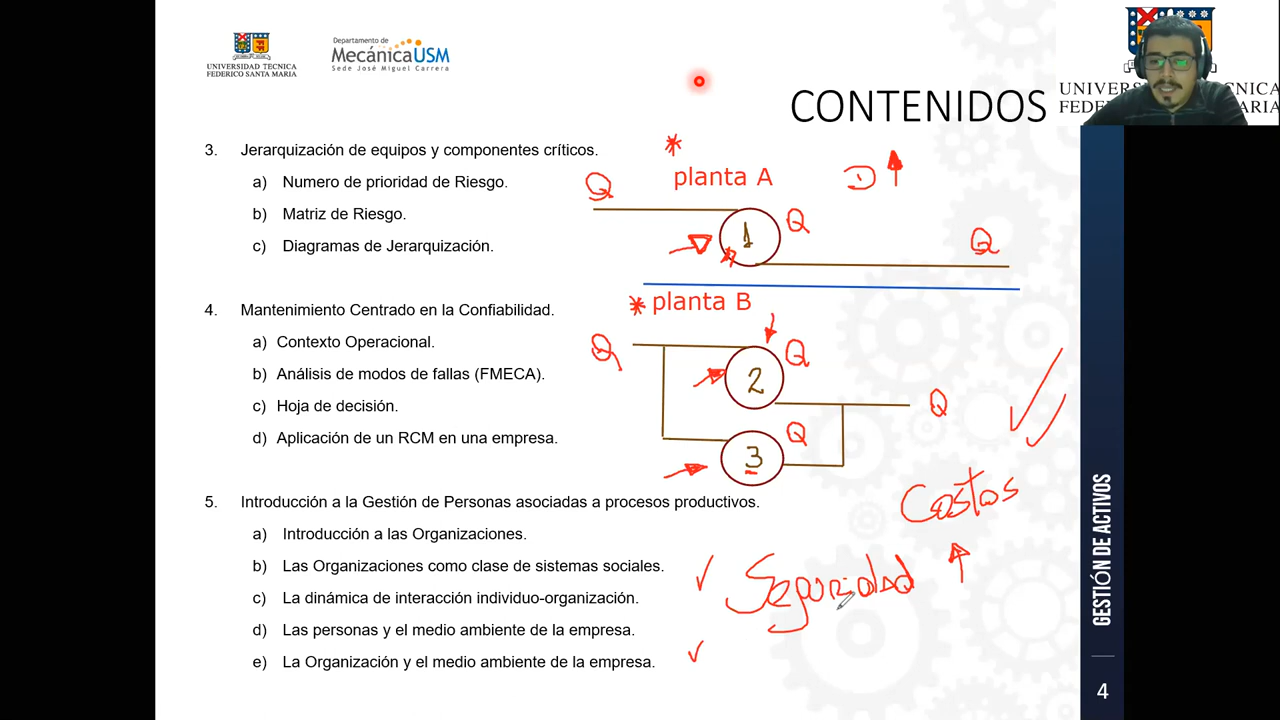 UNIVERSIDAD TECNICA
FEDERICO SANTA MARIA
Departamento de
MecánicaUSM
Sede José Miguel Carrera
UNIVERS TCNICA
FEDER ARIA
CONTENIDOS
3. Jerarquización de equipos y componentes críticos.
a) Numero de prioridad de Riesgo.
b) Matriz de Riesgo.
c) Diagramas de Jerarquización.
4. Mantenimiento Centrado en la Confiabilidad.
a) Contexto Operacional.
b) Análisis de modos de fallas (FMECA).
c) Hoja de decisión.
d) Aplicación de un RCM en una empresa.
5. Introduccion a la Gestión de Personas asociadas a procesos productivos.
a) Introducción a las Organizaciones.
b) Las Organizaciones como clase de sistemas sociales.
c) La dinámica de interacción individuo-organización.
d) Las personas y el medio ambiente de la empresa.
e) La Organización y el medio ambiente de la empresa.
planta A
Q
1
Q
Q
planta B
Q
2
Q
Q
3
Q
Costos
Seguridad
GESTIÓN DE ACTIVOS
4